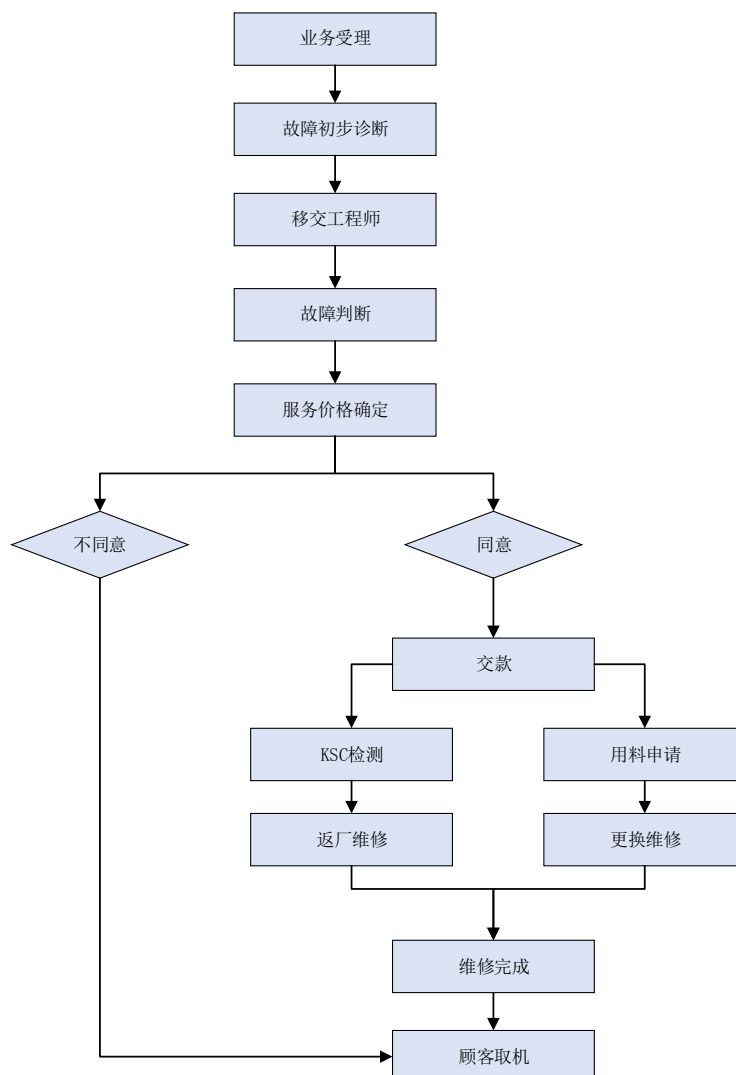 业务受理
故障初步诊断
移交工程师
故障判断
服务价格确定
不同意
同意
交款
KSC检测
用料申请
返厂维修
更换维修
维修完成
顾客取机